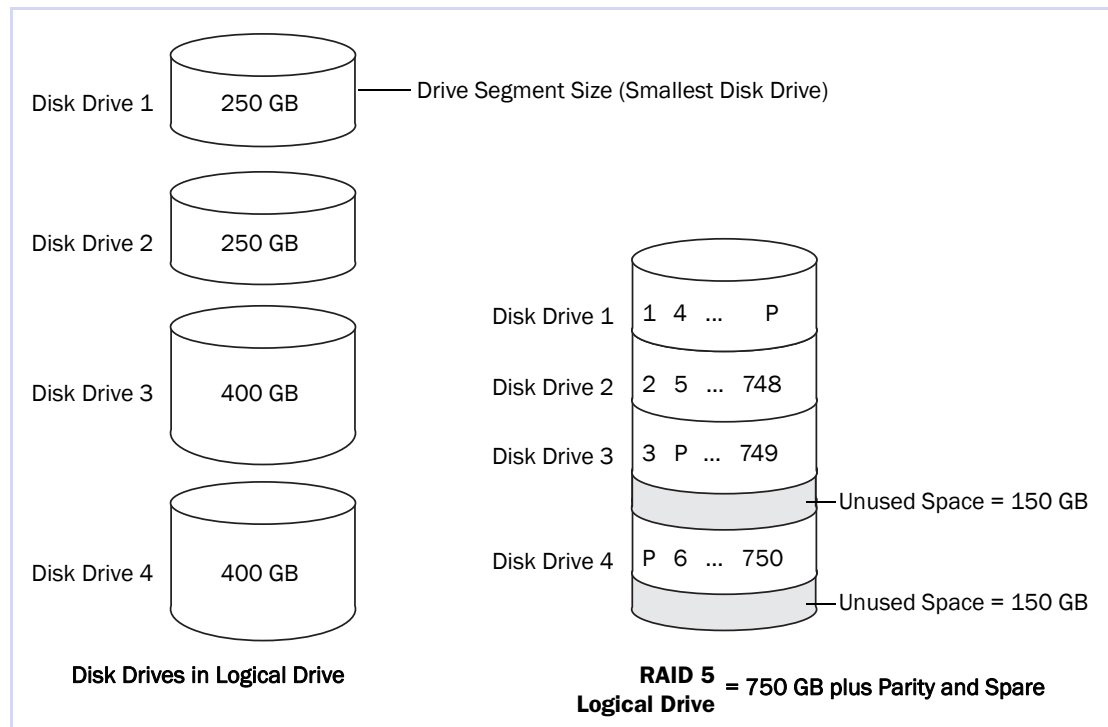 Disk Drive 1
250 GB
Drive Segment Size (Smallest Disk Drive)
Disk Drive 2
250 GB
Disk Drive 3
400 GB
Disk Drive 4
400 GB
Disk Drives in Logical Drive
Disk Drive 1
1 4 ... P
Disk Drive 2
2 5 ... 748
Disk Drive 3
3 P ... 749
Unused Space = 150 GB
Disk Drive 4
P 6 ... 750
Unused Space = 150 GB
RAID 5
Logical Drive
= 750 GB plus Parity and Spare